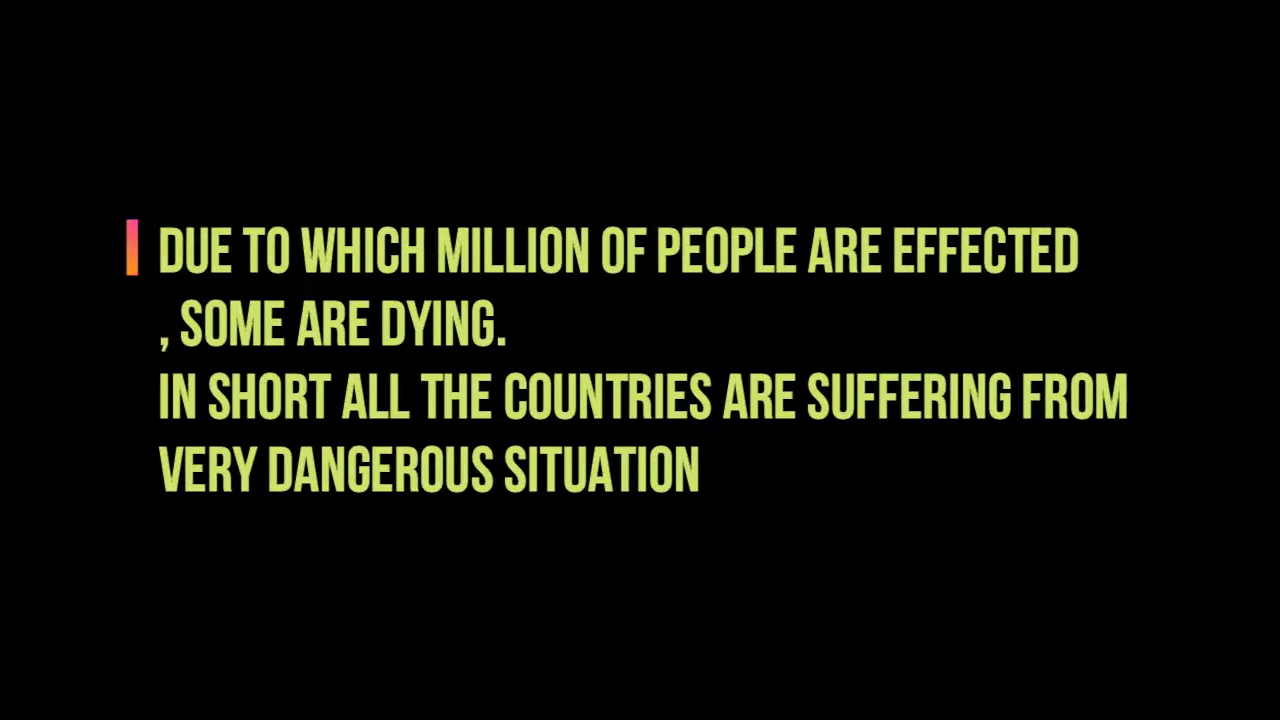 DUE TO WHICH MILLION OF PEOPLE ARE EFFECTED
, SOME ARE DYING.
IN SHORT ALL THE COUNTRIES ARE SUFFERING FROM
VERY DANGEROUS SITUATION